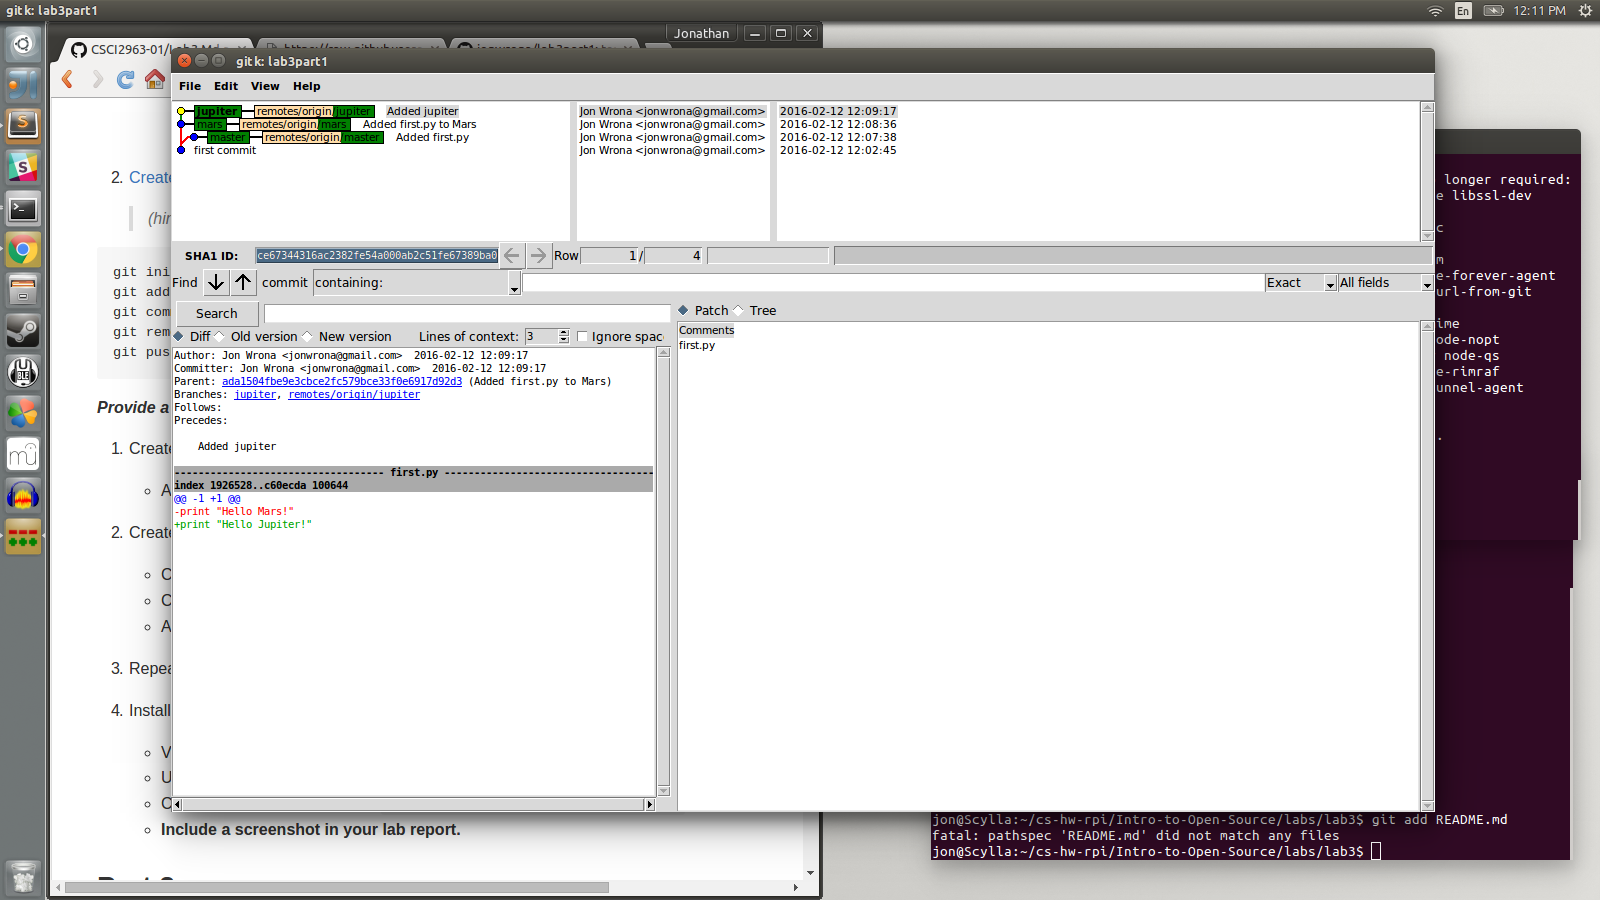 gitk: lab3part1
En
12:11 PM
CSCI2963-01/Lab3.Md
Jonathan
gitk: lab3part1
File Edit View Help
jupiter remotes/origin/jupiter Added jupiter Jon Wrona <jonwrona@gmail.com> 2016-02-12 12:09:17
mars remotes/origin/mars Added first.py to Mars Jon Wrona <jonwrona@gmail.com> 2016-02-12 12:08:36
master remotes/origin/master Added first.py Jon Wrona <jonwrona@gmail.com> 2016-02-12 12:07:38
first commit Jon Wrona <jonwrona@gmail.com> 2016-02-12 12:02:45
SHA1 ID: ce67344316ac2382fe54a000ab2c51fe67389ba0 Row 1 / 4
Find commit containing: Exact All fields
Search
Patch Tree
Diff Old version New version Lines of context: 3 Ignore spac
Comments
first.py
Author: Jon Wrona <jonwrona@gmail.com> 2016-02-12 12:09:17
Committer: Jon Wrona <jonwrona@gmail.com> 2016-02-12 12:09:17
Parent: ada1504fbe9e3cbce2fc579bce33f0e6917d92d3 (Added first.py to Mars)
Branches: jupiter, remotes/origin/jupiter
Follows:
Precedes:
Added jupiter
----------------------------------- first.py -----------------------------------
index 1926528..c60ecda 100644
@@ -1 +1 @@
-print "Hello Mars!"
+print "Hello Jupiter!"
2. Create
(hin
git ini
git add
git com
git rem
git pus
Provide a
1. Create
A
2. Create
C
C
A
3. Repea
4. Install
V
U
C
Include a screenshot in your lab report.
longer required:
e libssl-dev
c
m
e-forever-agent
url-from-git
ime
ode-nopt
node-qs
e-rimraf
unnel-agent
.
jon@Scylla:~/cs-hw-rpi/Intro-to-Open-Source/labs/lab3$ git add README.md
fatal: pathspec 'README.md' did not match any files
jon@Scylla:~/cs-hw-rpi/Intro-to-Open-Source/labs/lab3$